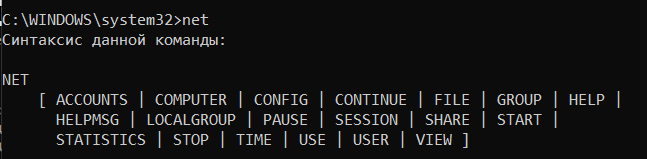 C:\WINDOWS\system32>net
Синтаксис данной команды:
NET
[ ACCOUNTS | COMPUTER | CONFIG | CONTINUE | FILE | GROUP | HELP |
HELPMSG | LOCALGROUP | PAUSE | SESSION | SHARE | START |
STATISTICS | STOP | TIME | USE | USER | VIEW ]